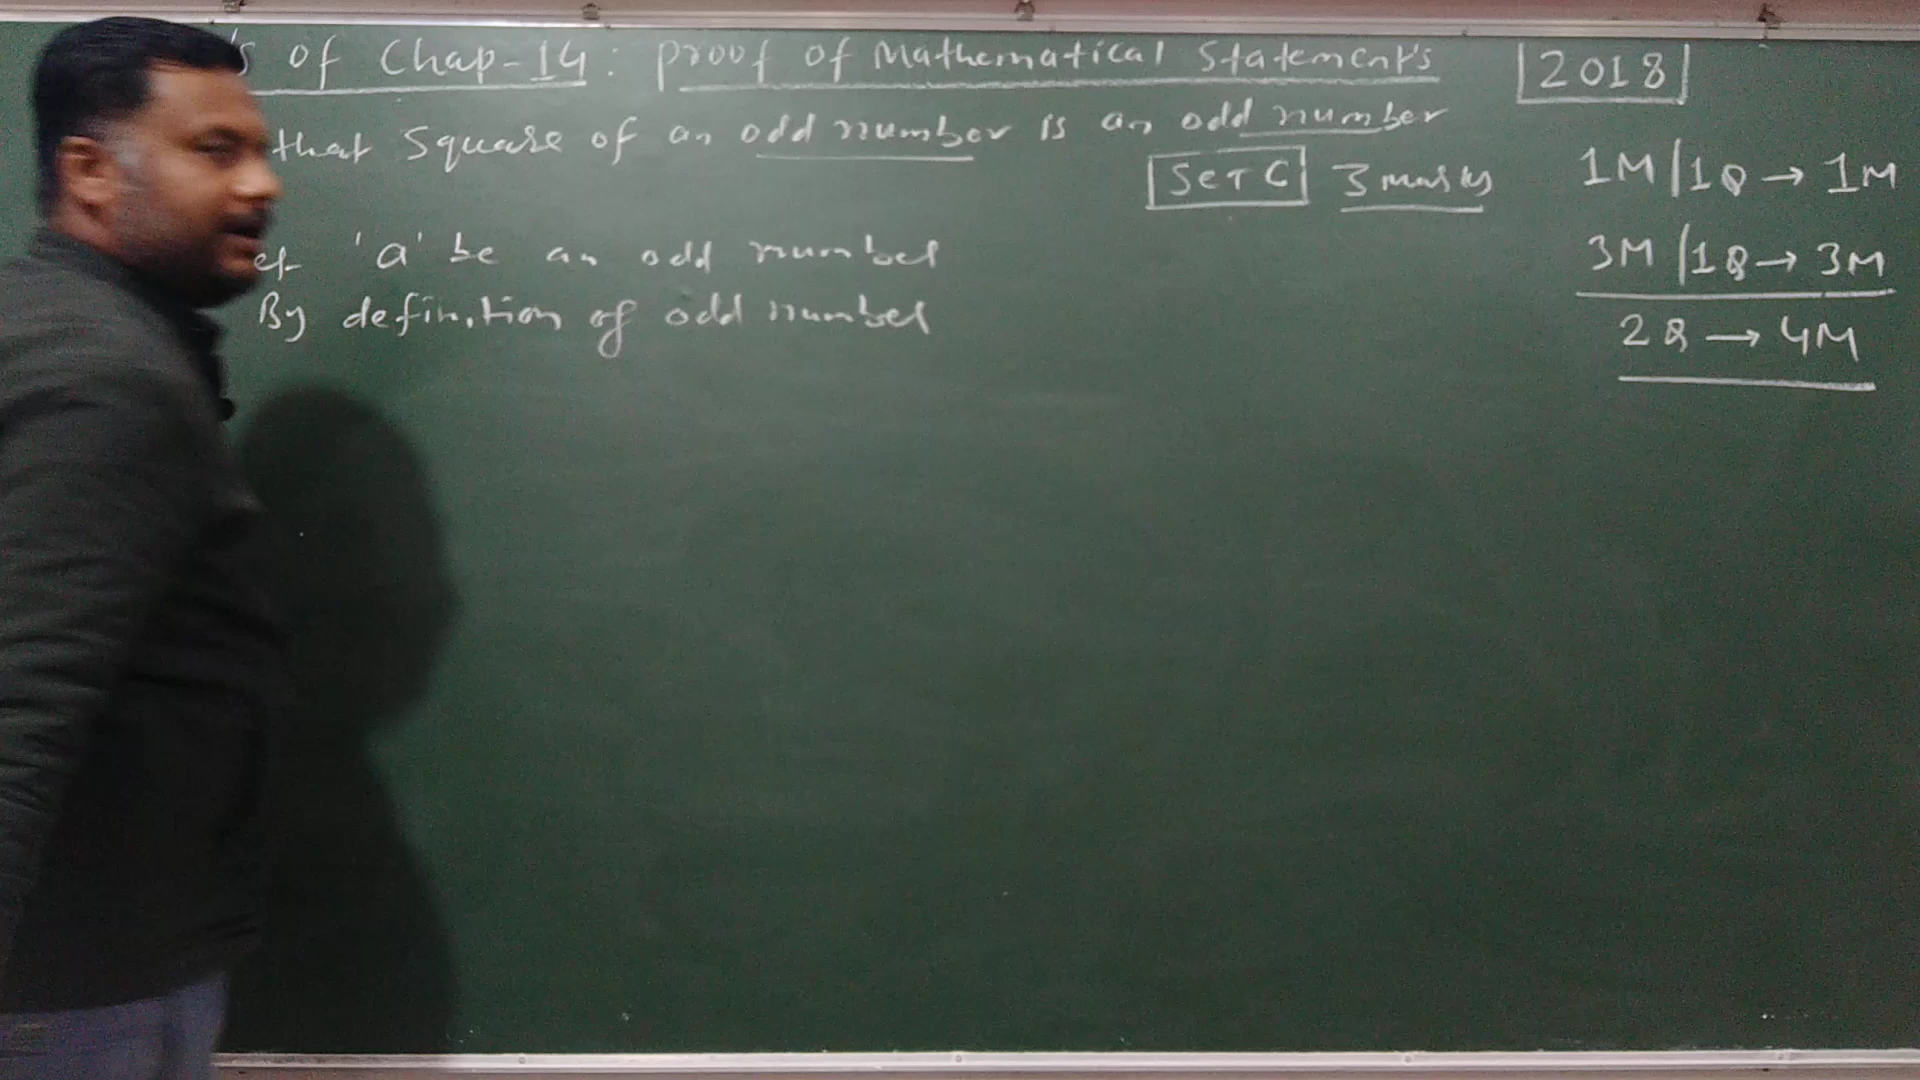 's of Chap-14: proof of Mathematical Statement's 2018
that Square of an odd number is an odd number
SET C 3 marks
1M/1Q → 1M
'a' be an odd number
3M/1Q → 3M
By definition of odd number
2Q → 4M